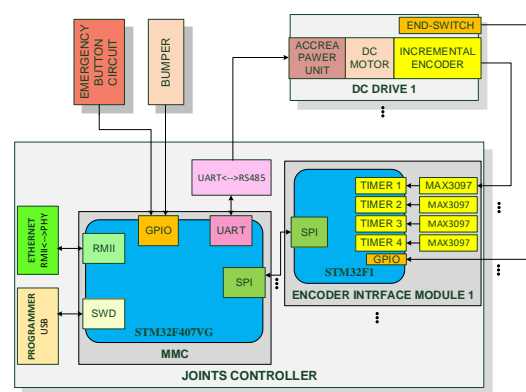 EMERGENCY
BUTTON
CIRCUIT
BUMPER
END-SWITCH
ACCREA
PAWER
UNIT
DC
MOTOR
INCREMENTAL
ENCODER
DC DRIVE 1
UART<-->RS485
ETHERNET
RMII<-->PHY
PROGRAMMER
USB
RMII
GPIO
UART
SPI
SWD
STM32F407VG
MMC
SPI
TIMER 1
MAX3097
TIMER 2
MAX3097
TIMER 3
MAX3097
TIMER 4
MAX3097
GPIO
STM32F1
ENCODER INTRFACE MODULE 1
JOINTS CONTROLLER